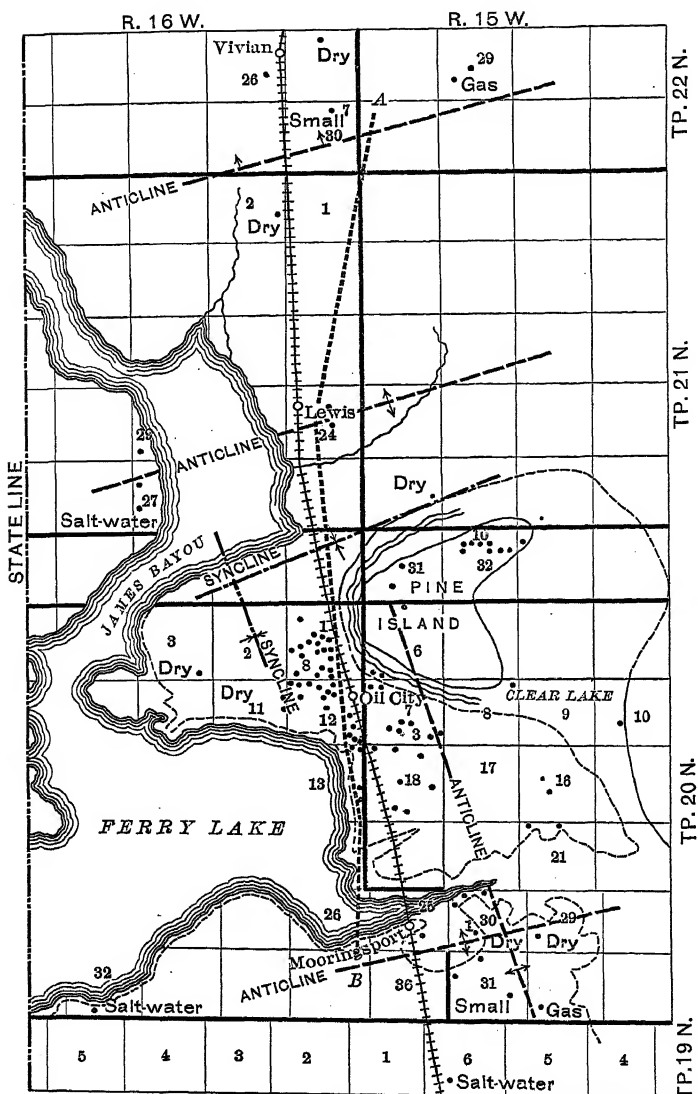 R. 16 W. R. 15 W.
Vivian Dry 29
26 Gas
A
Small 7
30
TP. 22 N.
ANTICLINE
2 1
Dry
TP. 21 N.
Lewis
24
ANTICLINE
27
Salt-water
Dry
STATE LINE
JAMES BAYOU
SYNCLINE
10
31 32
PINE
ISLAND
3 2 1 6
8
Dry SYNCLINE
Dry
11 12
Oil City
CLEAR LAKE
7 8 9 10
3
13 18 17 16
ANTICLINE
TP. 20 N.
FERRY LAKE
21
26 25 30 29
Mooringsport
Dry Dry
ANTICLINE
B
32 36 31
Salt-water Small Gas
5 4 3 2 1 6 5 4
Salt-water
TP. 19 N.